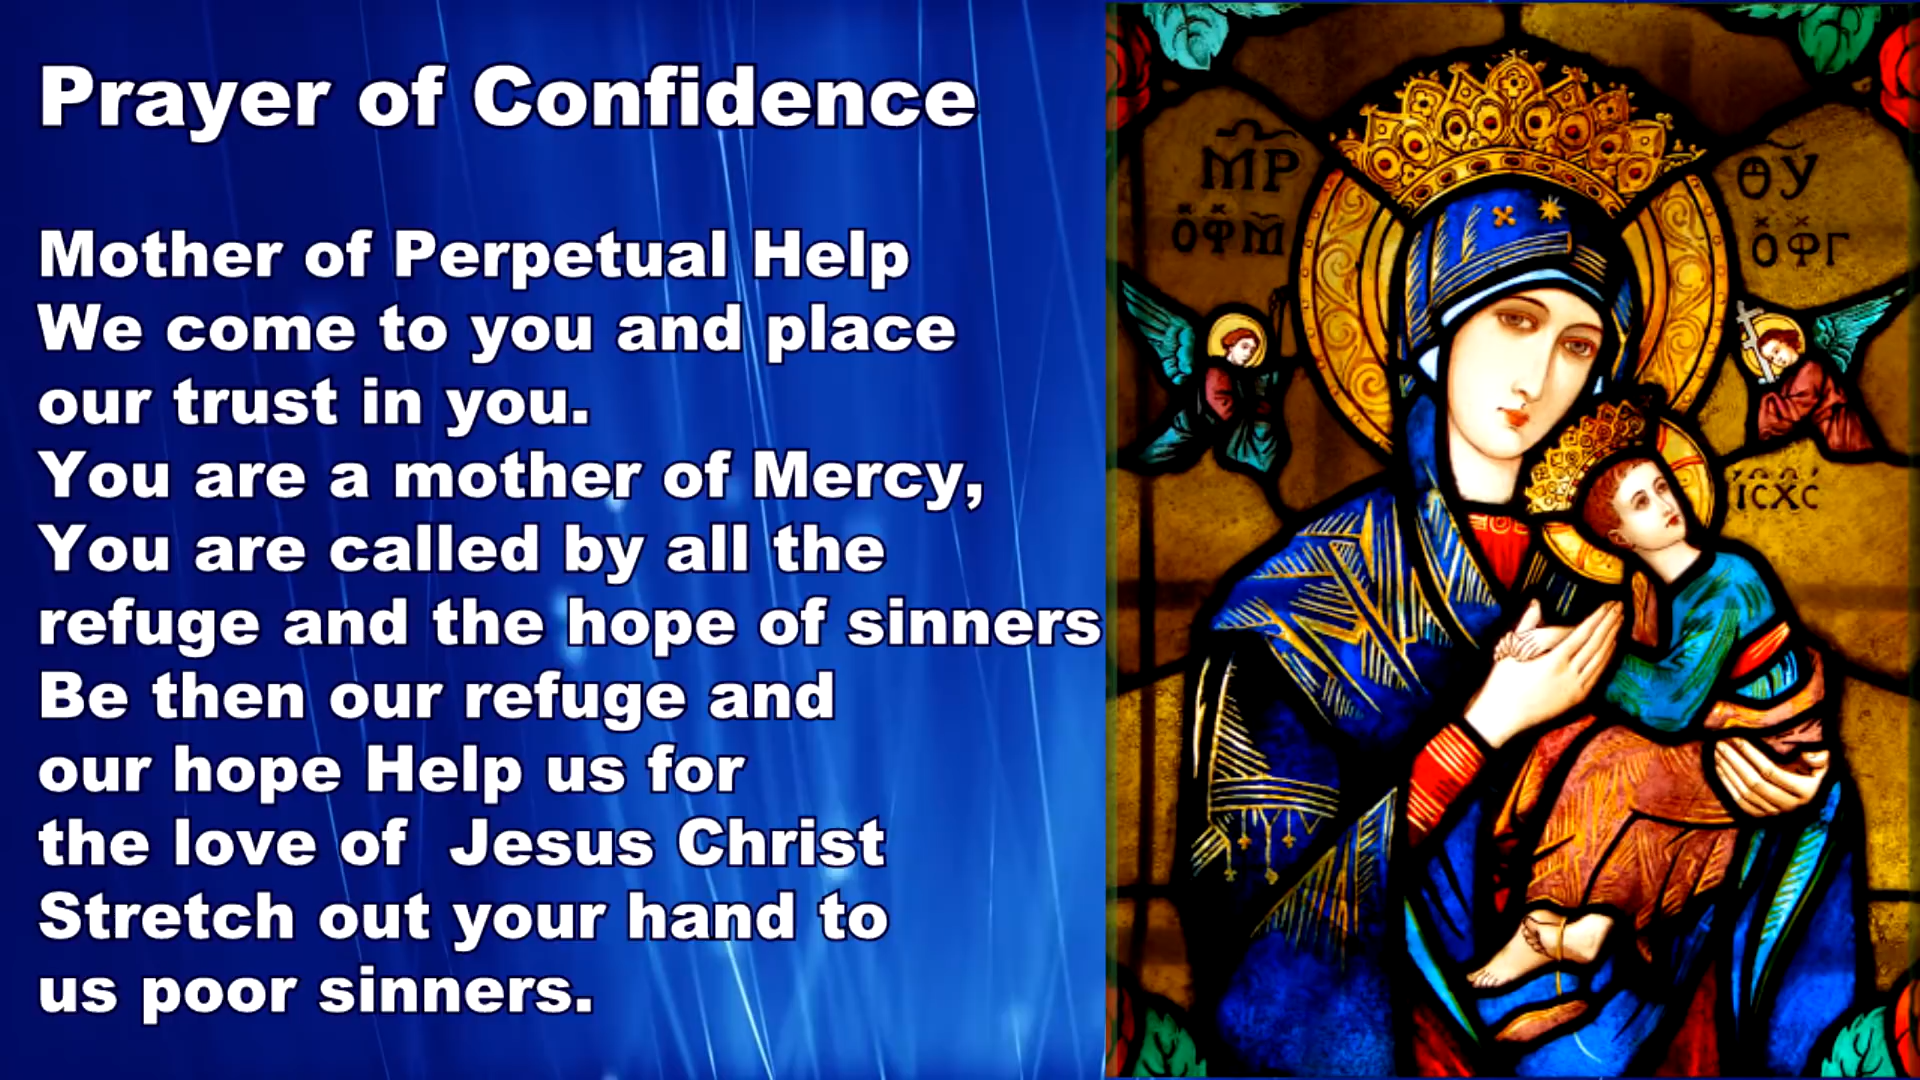 Prayer of Confidence
Mother of Perpetual Help
We come to you and place
our trust in you.
You are a mother of Mercy,
You are called by all the
refuge and the hope of sinners
Be then our refuge and
our hope Help us for
the love of  Jesus Christ
Stretch out your hand to
us poor sinners.
ΜΡ
ΘΥ
ΟΦΜ
ΟΦΓ
ΙCΧC